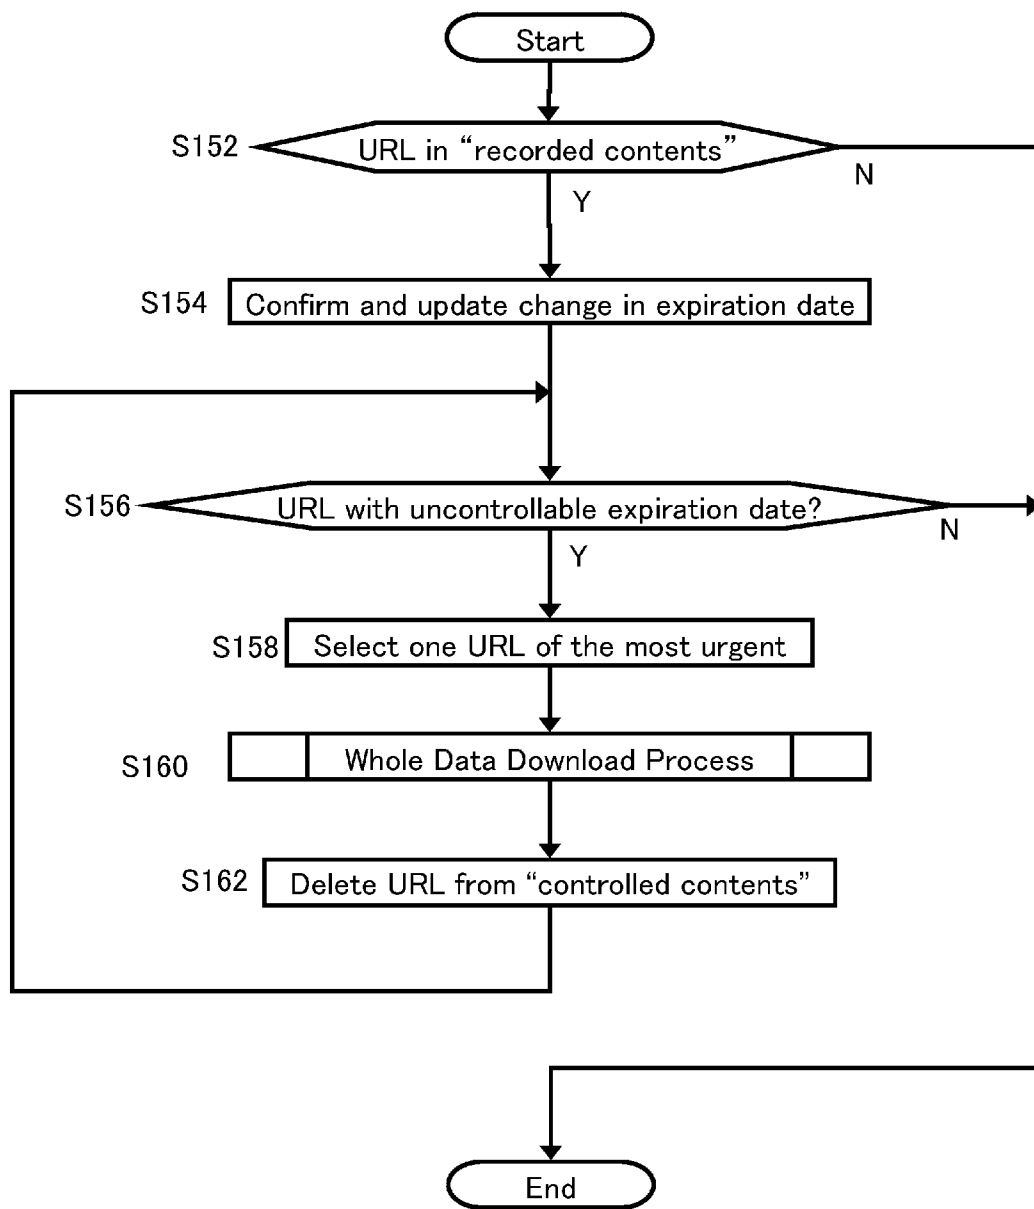 Start
S152
URL in “recorded contents”
N
Y
S154
Confirm and update change in expiration date
S156
URL with uncontrollable expiration date?
N
Y
S158
Select one URL of the most urgent
S160
Whole Data Download Process
S162
Delete URL from “controlled contents”
End